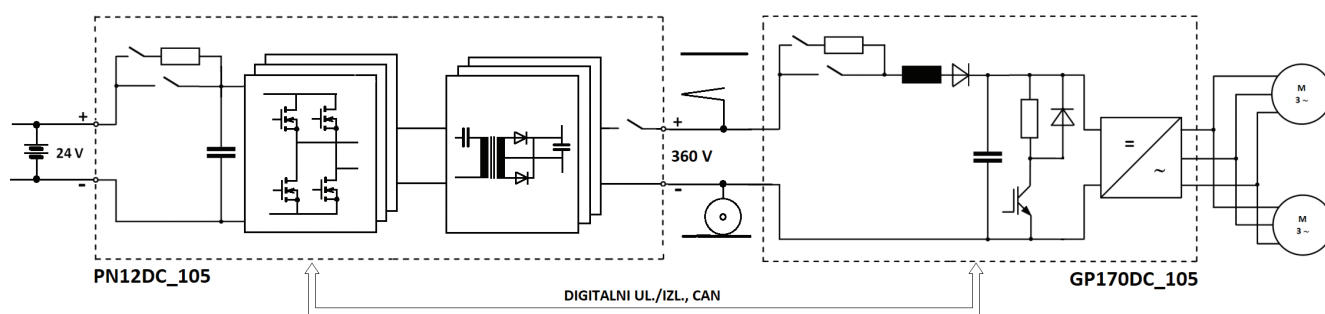 +
24 V
-
+
360 V
-
=
~
M
3 ~
M
3 ~
PN12DC_105
GP170DC_105
DIGITALNI UL./IZL., CAN